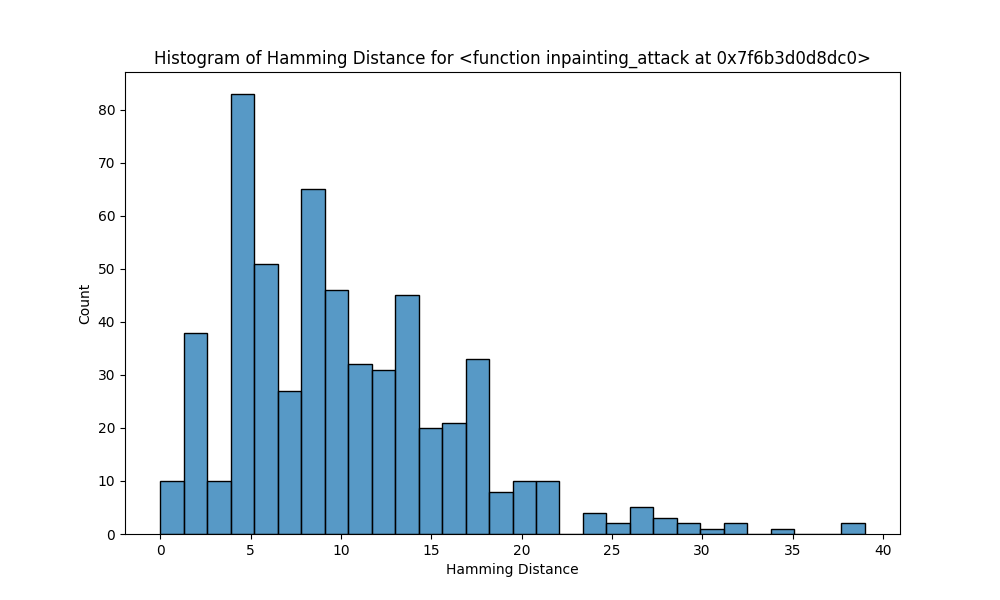 Histogram of Hamming Distance for <function inpainting_attack at 0x7f6b3d0d8dc0>
80
70
60
50
40
30
20
10
0
Count
0 5 10 15 20 25 30 35 40
Hamming Distance